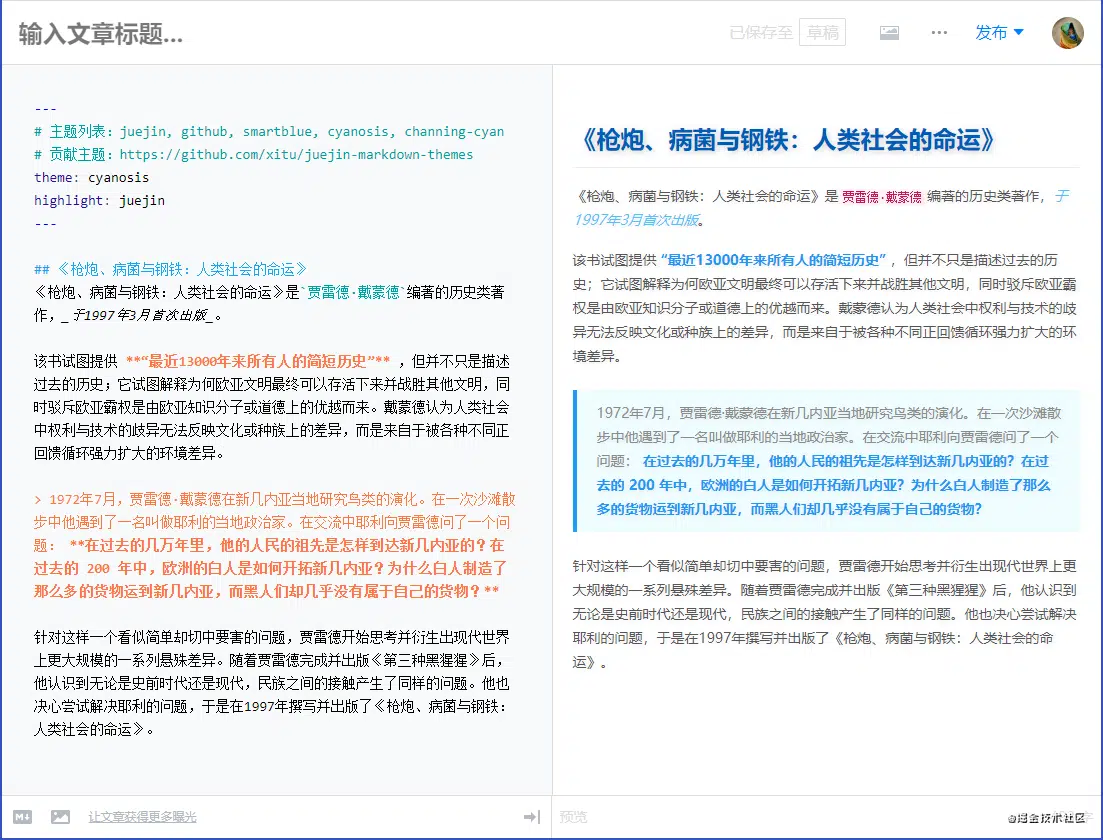 输入文章标题...
已保存至 草稿
发布
---
# 主题列表：juejin, github, smartblue, cyanosis, channing-cyan
# 贡献主题：https://github.com/xitu/juejin-markdown-themes
theme: cyanosis
highlight: juejin
---
## 《枪炮、病菌与钢铁：人类社会的命运》
《枪炮、病菌与钢铁：人类社会的命运》是`贾雷德·戴蒙德`编著的历史类著
作，_于1997年3月首次出版_。
该书试图提供 **“最近13000年来所有人的简短历史”** ，但并不只是描述
过去的历史；它试图解释为何欧亚文明最终可以存活下来并战胜其他文明，同
时驳斥欧亚霸权是由欧亚知识分子或道德上的优越而来。戴蒙德认为人类社会
中权利与技术的歧异无法反映文化或种族上的差异，而是来自于被各种不同正
回馈循环强力扩大的环境差异。
> 1972年7月，贾雷德·戴蒙德在新几内亚当地研究鸟类的演化。在一次沙滩散
步中他遇到了一名叫做耶利的当地政治家。在交流中耶利向贾雷德问了一个问
题： **在过去的几万年里，他的人民的祖先是怎样到达新几内亚的？在
过去的 200 年中，欧洲的白人是如何开拓新几内亚？为什么白人制造了
那么多的货物运到新几内亚，而黑人们却几乎没有属于自己的货物？**
针对这样一个看似简单却切中要害的问题，贾雷德开始思考并衍生出现代世界
上更大规模的一系列悬殊差异。随着贾雷德完成并出版《第三种黑猩猩》后，
他认识到无论是史前时代还是现代，民族之间的接触产生了同样的问题。他也
决心尝试解决耶利的问题，于是在1997年撰写并出版了《枪炮、病菌与钢铁：
人类社会的命运》。
《枪炮、病菌与钢铁：人类社会的命运》
《枪炮、病菌与钢铁：人类社会的命运》是 贾雷德·戴蒙德 编著的历史类著作，于
1997年3月首次出版。
该书试图提供 “最近13000年来所有人的简短历史” ，但并不只是描述过去的历
史；它试图解释为何欧亚文明最终可以存活下来并战胜其他文明，同时驳斥欧亚霸
权是由欧亚知识分子或道德上的优越而来。戴蒙德认为人类社会中权利与技术的歧
异无法反映文化或种族上的差异，而是来自于被各种不同正回馈循环强力扩大的环
境差异。
1972年7月，贾雷德·戴蒙德在新几内亚当地研究鸟类的演化。在一次沙滩散
步中他遇到了一名叫做耶利的当地政治家。在交流中耶利向贾雷德问了一个
问题： 在过去的几万年里，他的人民的祖先是怎样到达新几内亚的？在过
去的 200 年中，欧洲的白人是如何开拓新几内亚？为什么白人制造了那么
多的货物运到新几内亚，而黑人们却几乎没有属于自己的货物？
针对这样一个看似简单却切中要害的问题，贾雷德开始思考并衍生出现代世界上更
大规模的一系列悬殊差异。随着贾雷德完成并出版《第三种黑猩猩》后，他认识到
无论是史前时代还是现代，民族之间的接触产生了同样的问题。他也决心尝试解决
耶利的问题，于是在1997年撰写并出版了《枪炮、病菌与钢铁：人类社会的命
运》。
让文章获得更多曝光
预览
@掘金技术社区